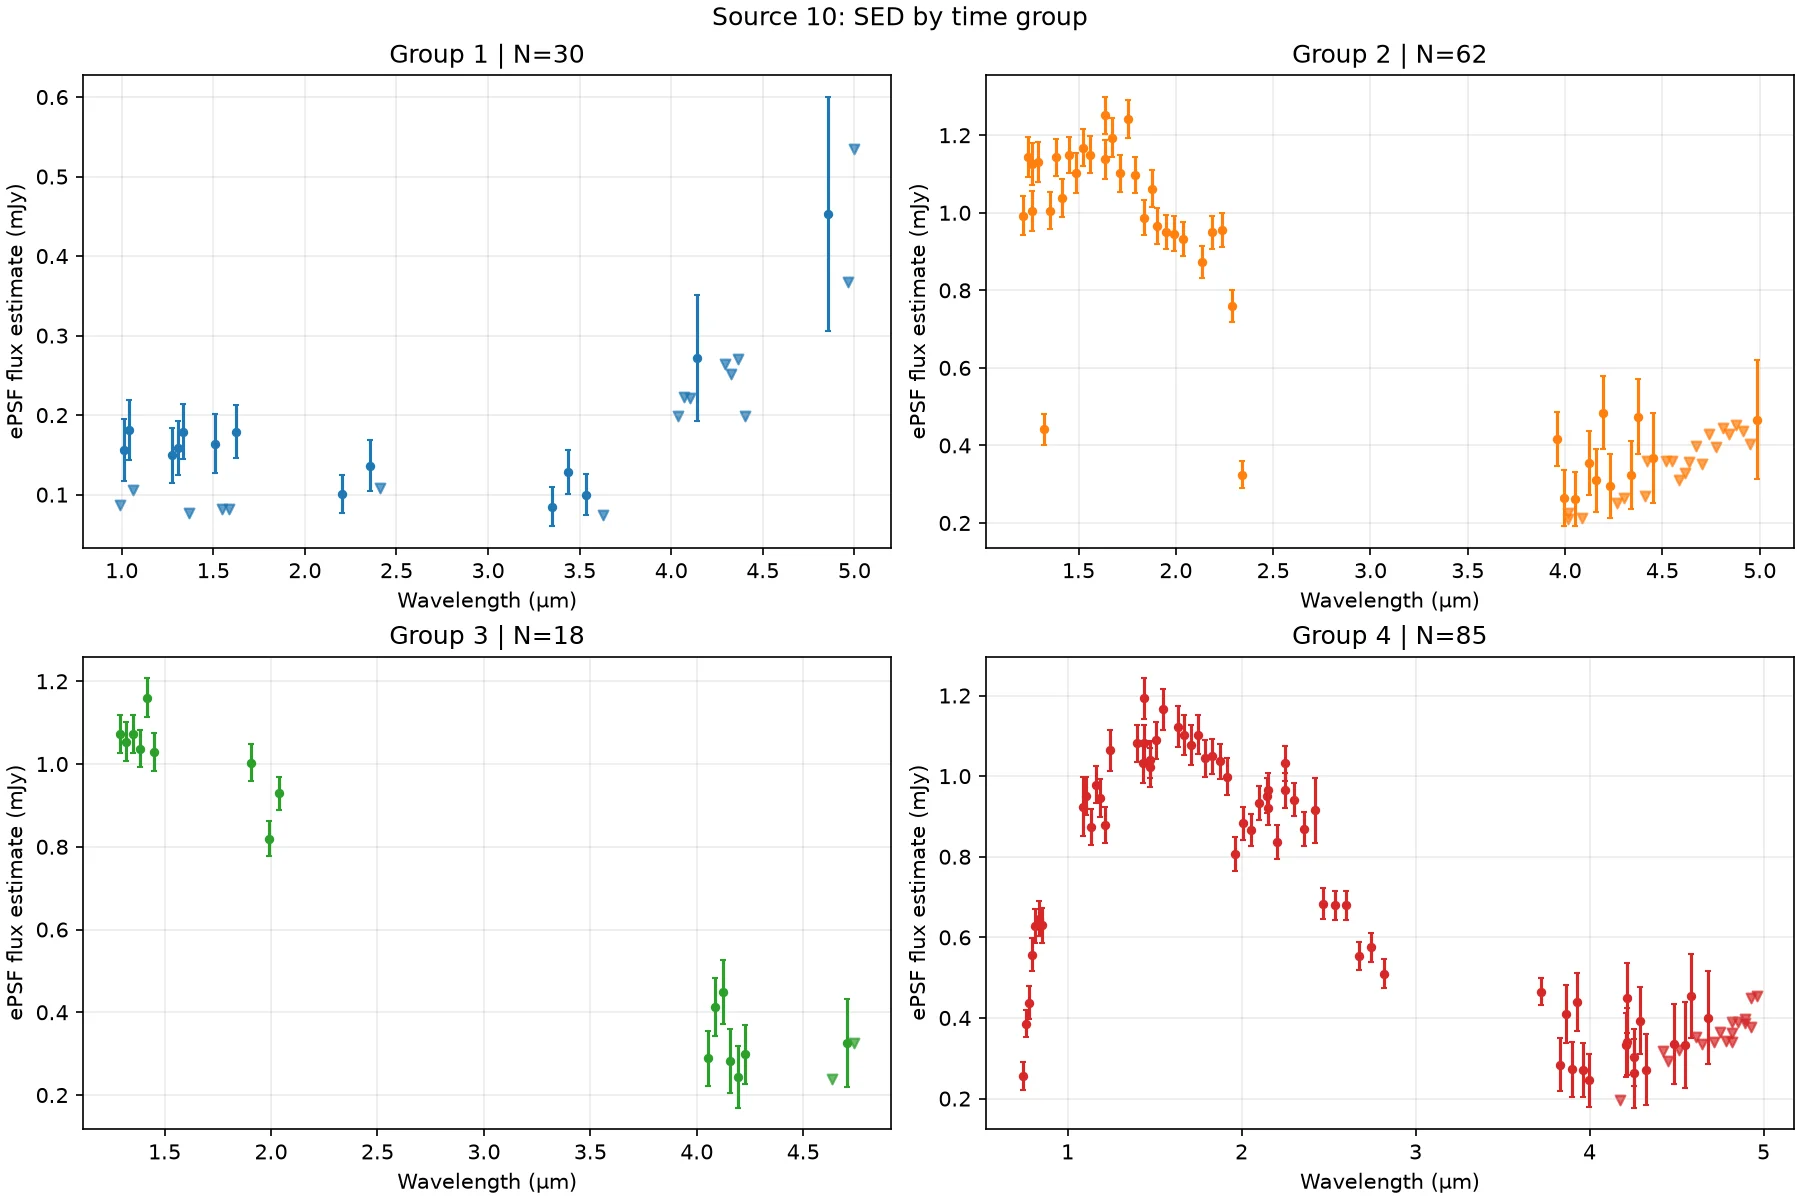 Source 10: SED by time group
Group 1 | N=30
ePSF flux estimate (mJy)
0.6
0.5
0.4
0.3
0.2
0.1
1.0 1.5 2.0 2.5 3.0 3.5 4.0 4.5 5.0
Wavelength (μm)
Group 2 | N=62
ePSF flux estimate (mJy)
1.2
1.0
0.8
0.6
0.4
0.2
1.5 2.0 2.5 3.0 3.5 4.0 4.5 5.0
Wavelength (μm)
Group 3 | N=18
ePSF flux estimate (mJy)
1.2
1.0
0.8
0.6
0.4
0.2
1.5 2.0 2.5 3.0 3.5 4.0 4.5
Wavelength (μm)
Group 4 | N=85
ePSF flux estimate (mJy)
1.2
1.0
0.8
0.6
0.4
0.2
1 2 3 4 5
Wavelength (μm)